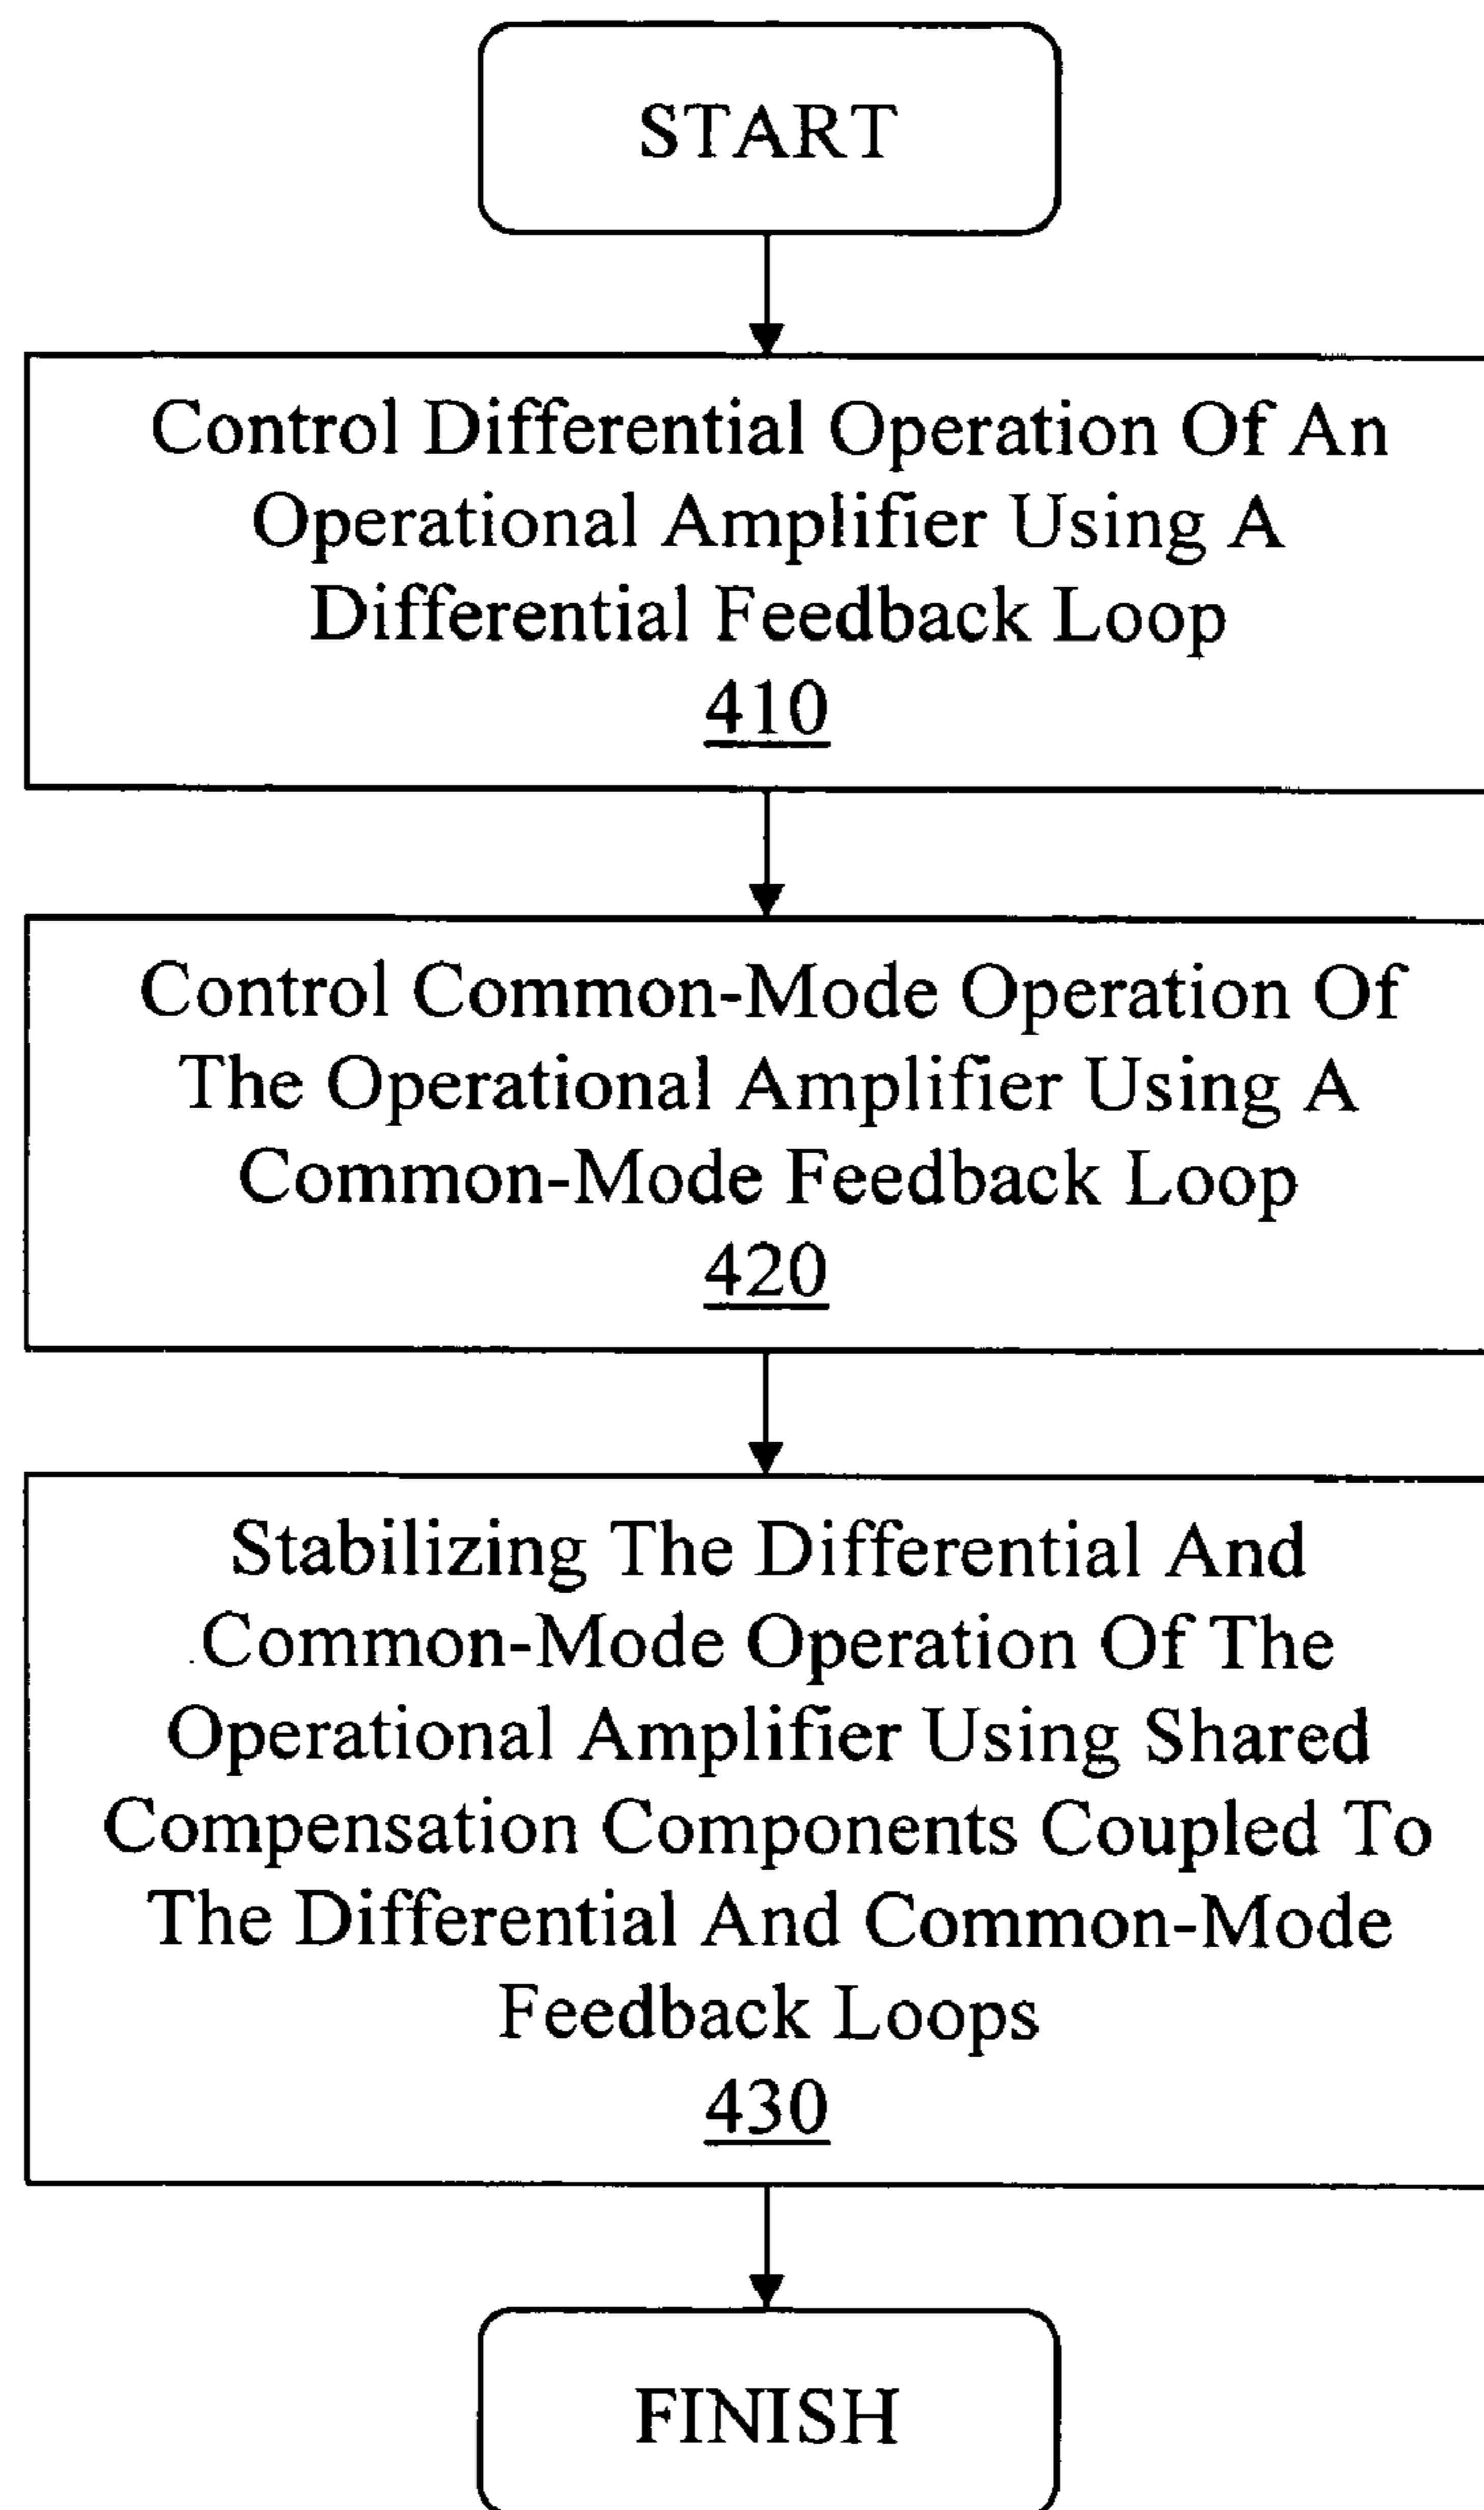 START
Control Differential Operation Of An
Operational Amplifier Using A
Differential Feedback Loop
410
Control Common-Mode Operation Of
The Operational Amplifier Using A
Common-Mode Feedback Loop
420
Stabilizing The Differential And
Common-Mode Operation Of The
Operational Amplifier Using Shared
Compensation Components Coupled To
The Differential And Common-Mode
Feedback Loops
430
FINISH